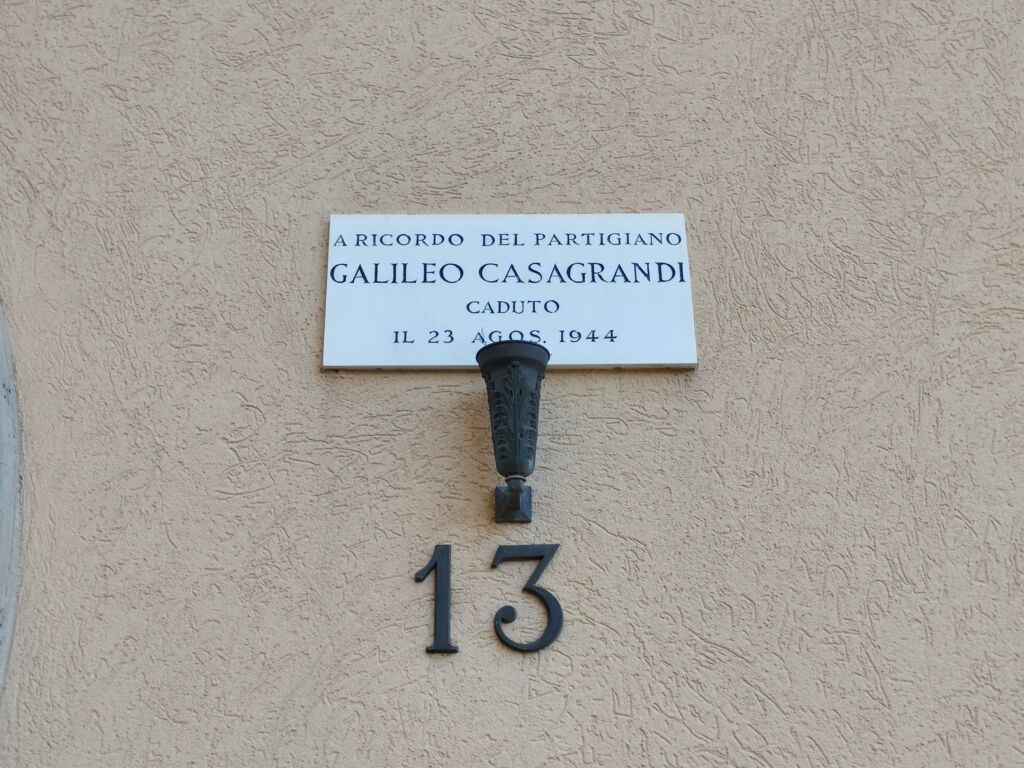 A RICORDO DEL PARTIGIANO
GALILEO CASAGRANDI
CADUTO
IL 23 AGOS. 1944
13